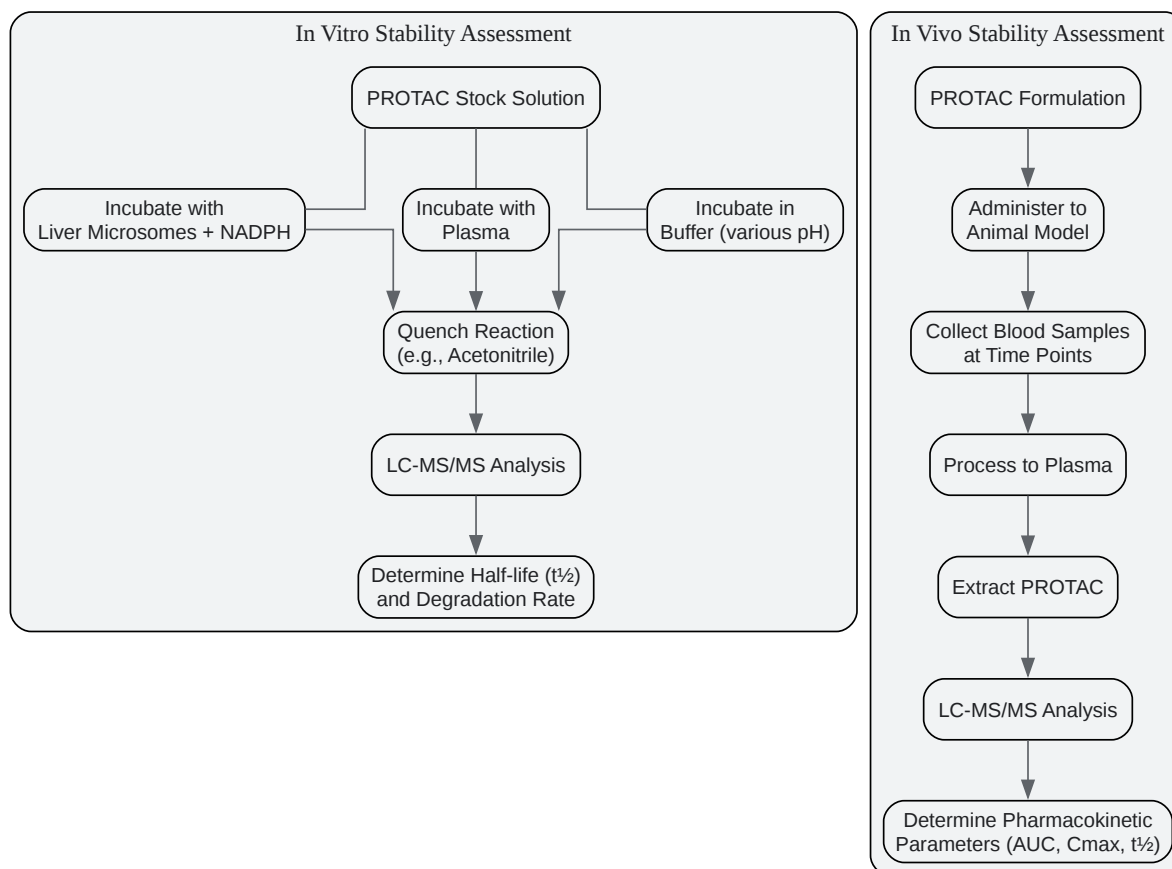 In Vitro Stability Assessment
PROTAC Stock Solution
Incubate with
Liver Microsomes + NADPH
Incubate with
Plasma
Incubate in
Buffer (various pH)
Quench Reaction
(e.g., Acetonitrile)
LC-MS/MS Analysis
Determine Half-life (t½)
and Degradation Rate
In Vivo Stability Assessment
PROTAC Formulation
Administer to
Animal Model
Collect Blood Samples
at Time Points
Process to Plasma
Extract PROTAC
LC-MS/MS Analysis
Determine Pharmacokinetic
Parameters (AUC, Cmax, t½)